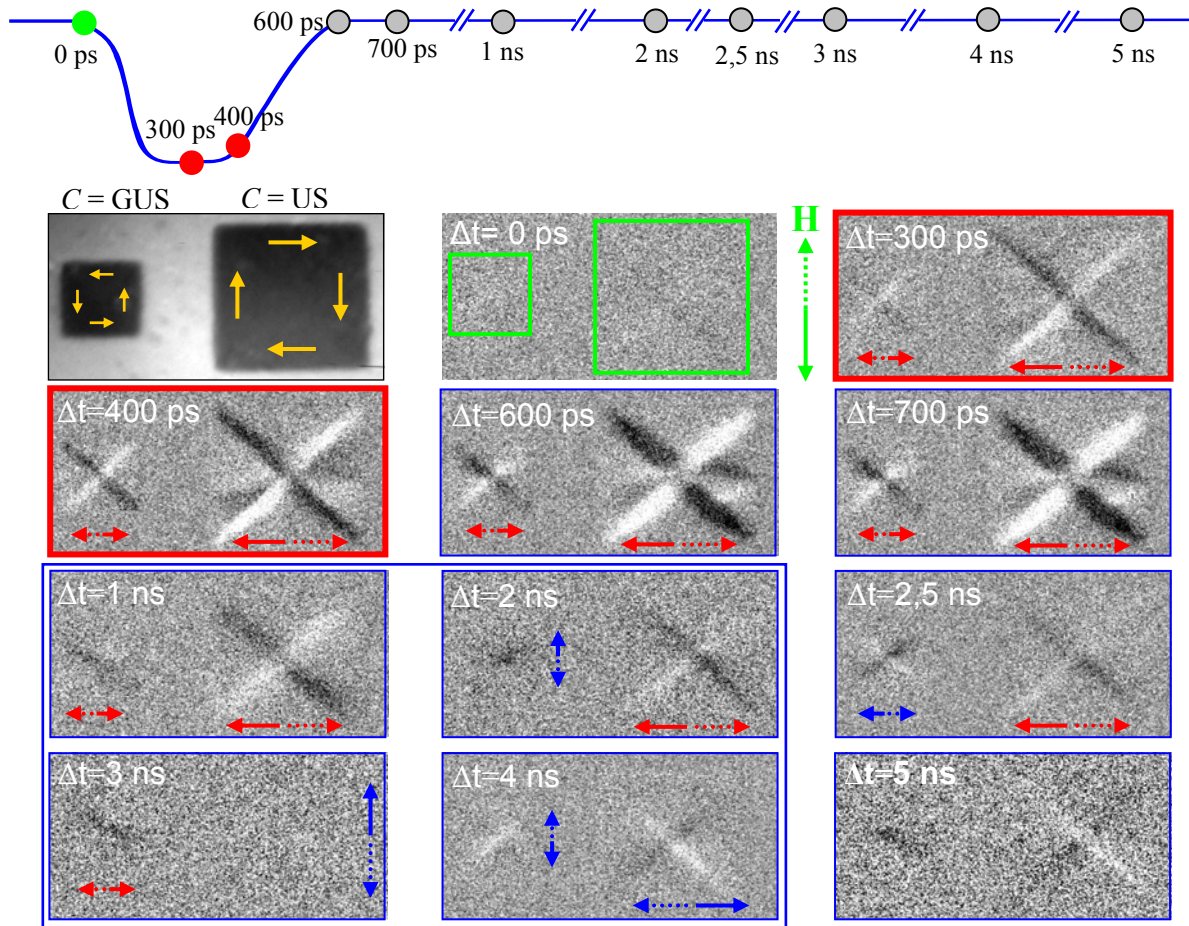 600 ps
0 ps
700 ps
1 ns
2 ns
2,5 ns
3 ns
4 ns
5 ns
300 ps
400 ps
C = GUS
C = US
Δt= 0 ps
H
Δt=300 ps
Δt=400 ps
Δt=600 ps
Δt=700 ps
Δt=1 ns
Δt=2 ns
Δt=2,5 ns
Δt=3 ns
Δt=4 ns
Δt=5 ns